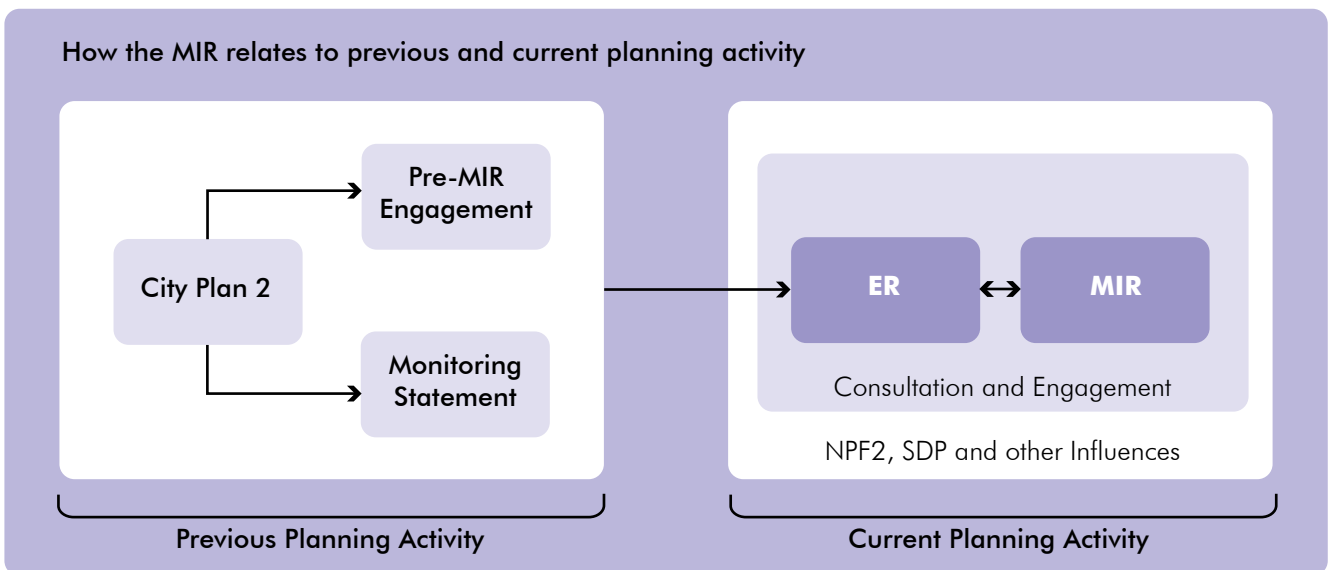 How the MIR relates to previous and current planning activity
Pre-MIR
Engagement
City Plan 2
Monitoring
Statement
ER
MIR
Consultation and Engagement
NPF2, SDP and other Influences
Previous Planning Activity
Current Planning Activity